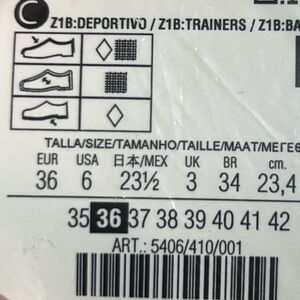 C Z1B:DEPORTIVO / Z1B:TRAINERS / Z1B:BA
TALLA/SIZE/TAMANHO/TAILLE/MAAT/ΜΕΓΕΘ
EUR USA 日本/MEX UK BR cm
36 6 23½ 3 34 23,4
35 36 37 38 39 40 41 42
ART.: 5406/410/001